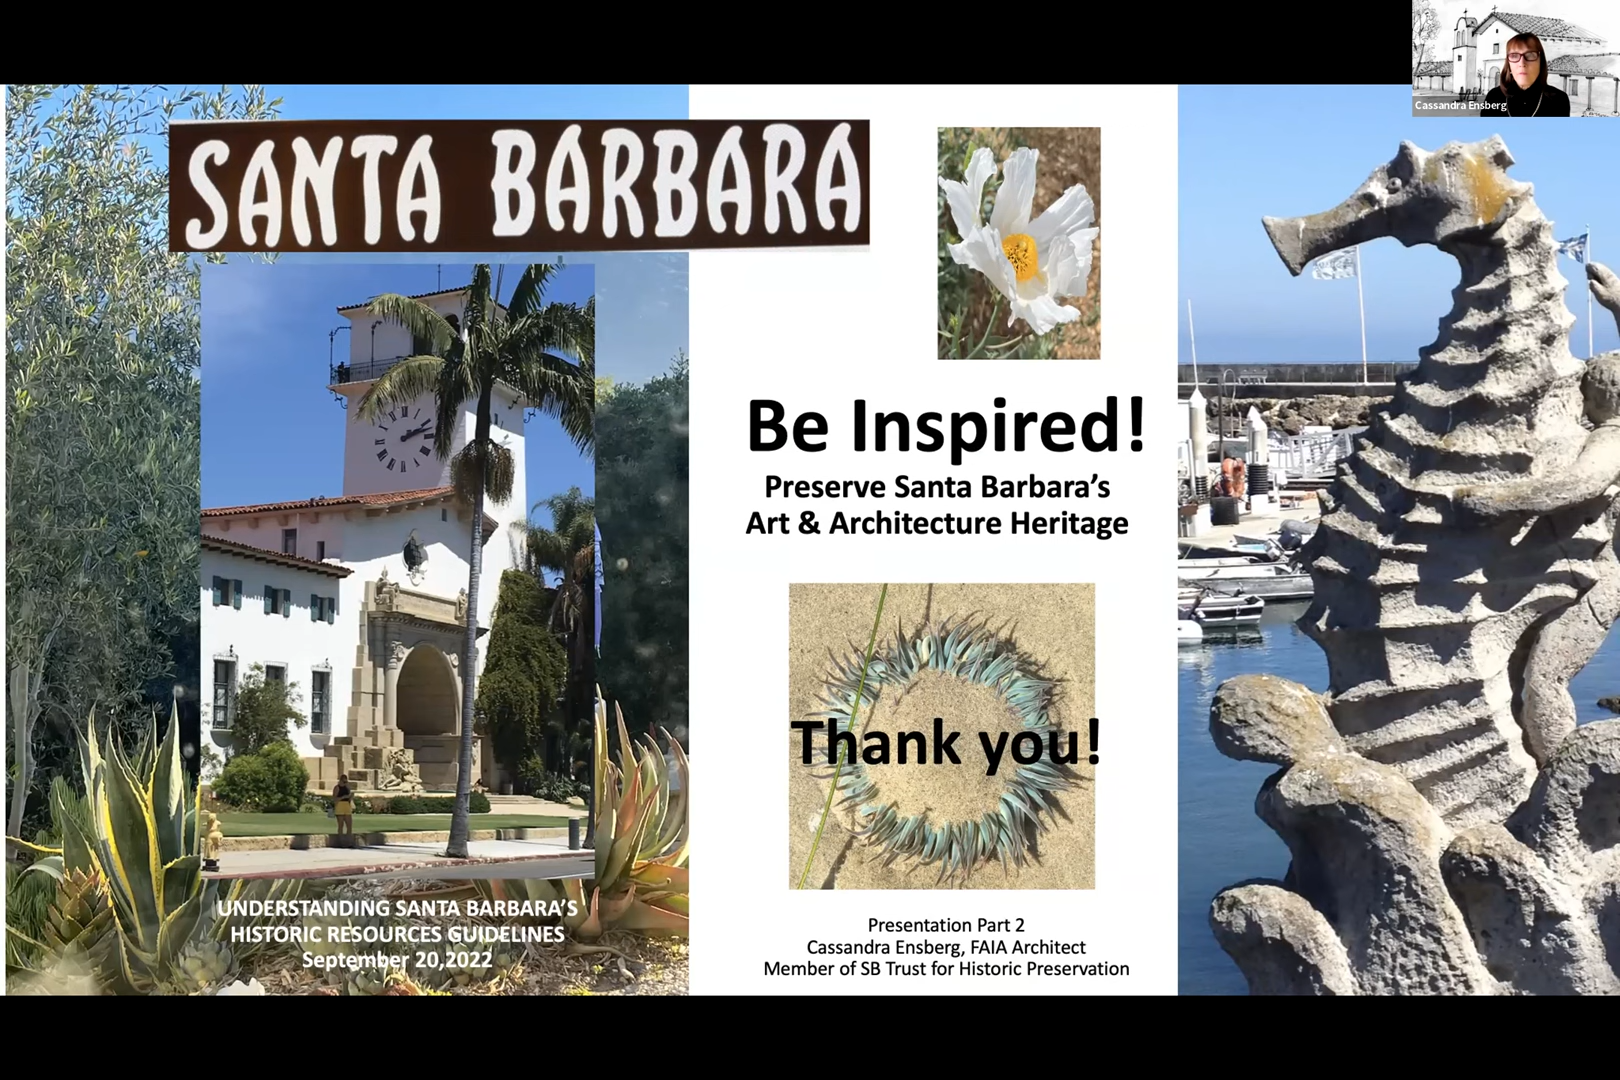 Cassandra Ensberg
SANTA BARBARA
Be Inspired!
Preserve Santa Barbara's
Art & Architecture Heritage
Thank you!
UNDERSTANDING SANTA BARBARA'S
HISTORIC RESOURCES GUIDELINES
September 20,2022
Presentation Part 2
Cassandra Ensberg, FAIA Architect
Member of SB Trust for Historic Preservation